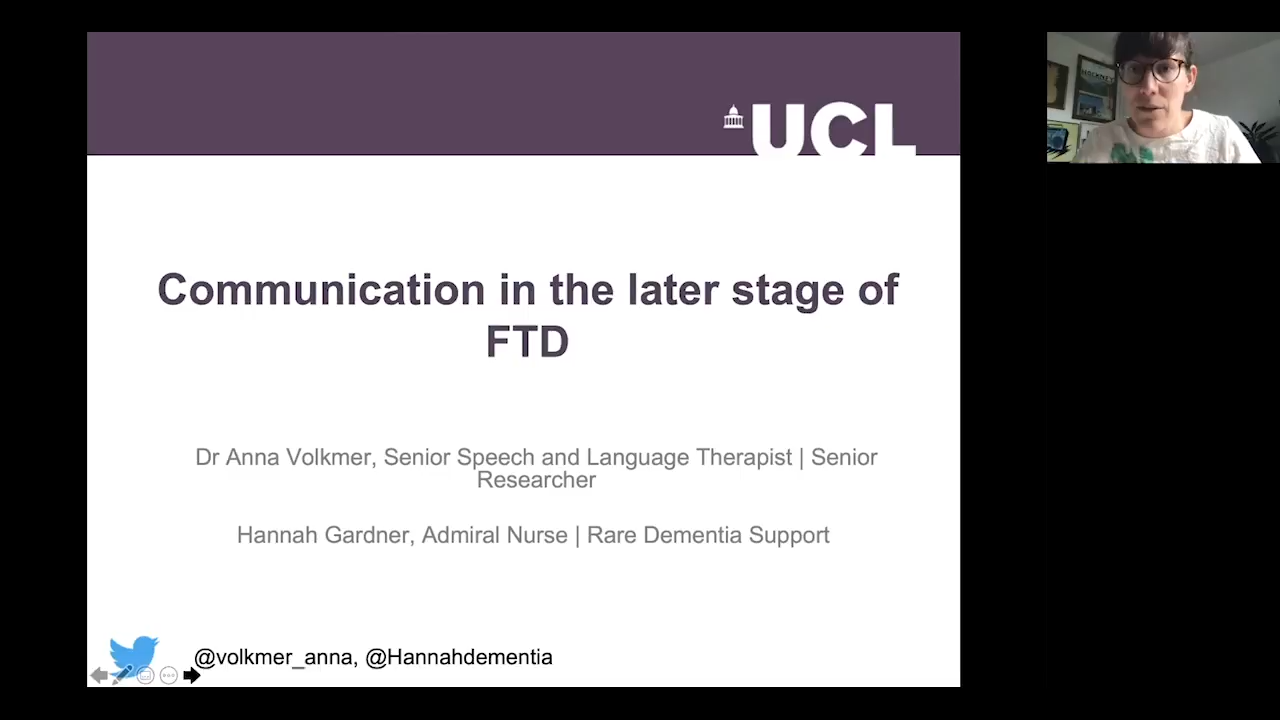 UCL
HOCKNEY
Communication in the later stage of
FTD
Dr Anna Volkmer, Senior Speech and Language Therapist | Senior
Researcher
Hannah Gardner, Admiral Nurse | Rare Dementia Support
@volkmer_anna, @Hannahdementia